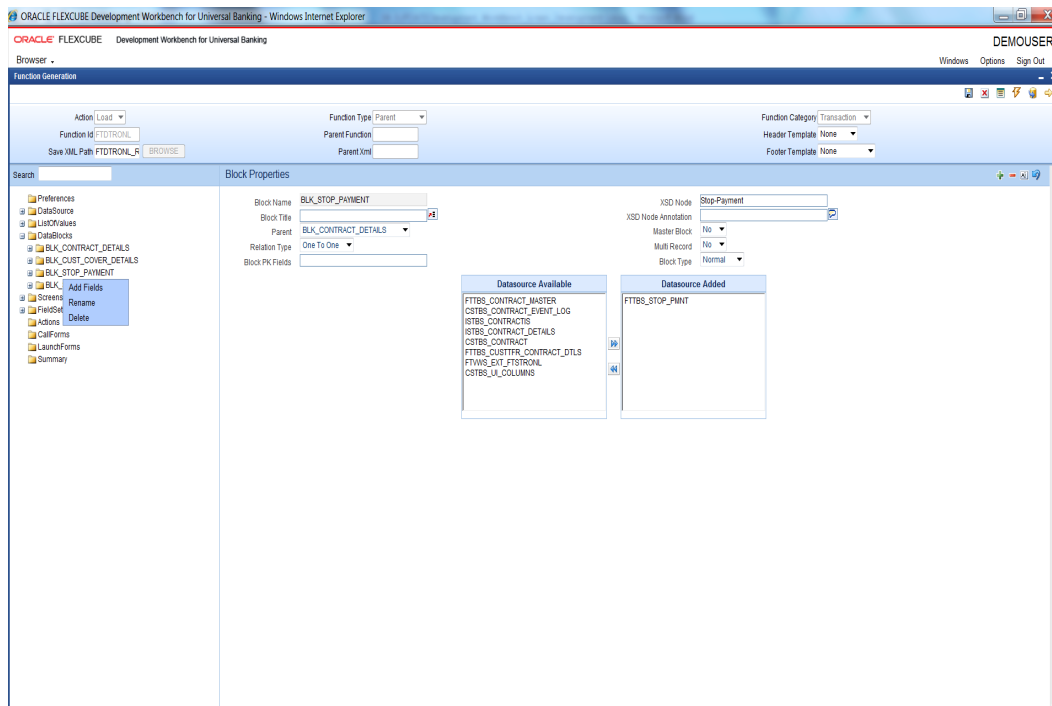 ORACLE FLEXCUBE Development Workbench for Universal Banking - Windows Internet Explorer
ORACLE FLEXCUBE Development Workbench for Universal Banking
DEMOUSER
Browser
Windows Options Sign Out
Function Generation
Action Load Function Type Parent Function Category Transaction
Function Id FTDTRONL Parent Function Header Template None
Save XML Path FTDTRONL_R BROWSE Parent Xml Footer Template None
Search
Block Properties
Preferences
DataSource
ListOfValues
DataBlocks
BLK_CONTRACT_DETAILS
BLK_CUST_COVER_DETAILS
BLK_STOP_PAYMENT
BLK_
Screens
FieldSet
Actions
CallForms
LaunchForms
Summary
Add Fields
Rename
Delete
Block Name BLK_STOP_PAYMENT
Block Title
Parent BLK_CONTRACT_DETAILS
Relation Type One To One
Block PK Fields
XSD Node Stop-Payment
XSD Node Annotation
Master Block No
Multi Record No
Block Type Normal
Datasource Available
FTTBS_CONTRACT_MASTER
CSTBS_CONTRACT_EVENT_LOG
ISTBS_CONTRACTIS
ISTBS_CONTRACT_DETAILS
CSTBS_CONTRACT
FTTBS_CUSTTFR_CONTRACT_DTLS
FTVWS_EXT_FTSTRONL
CSTBS_UI_COLUMNS
Datasource Added
FTTBS_STOP_PMNT